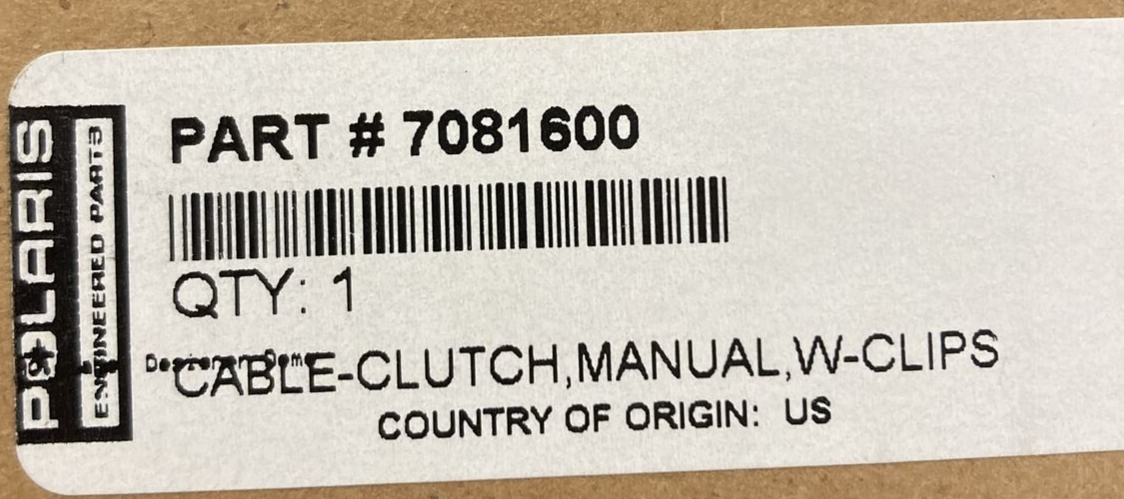 POLARIS
ENGINEERED PARTS
PART # 7081600
QTY: 1
CABLE-CLUTCH,MANUAL,W-CLIPS
COUNTRY OF ORIGIN: US